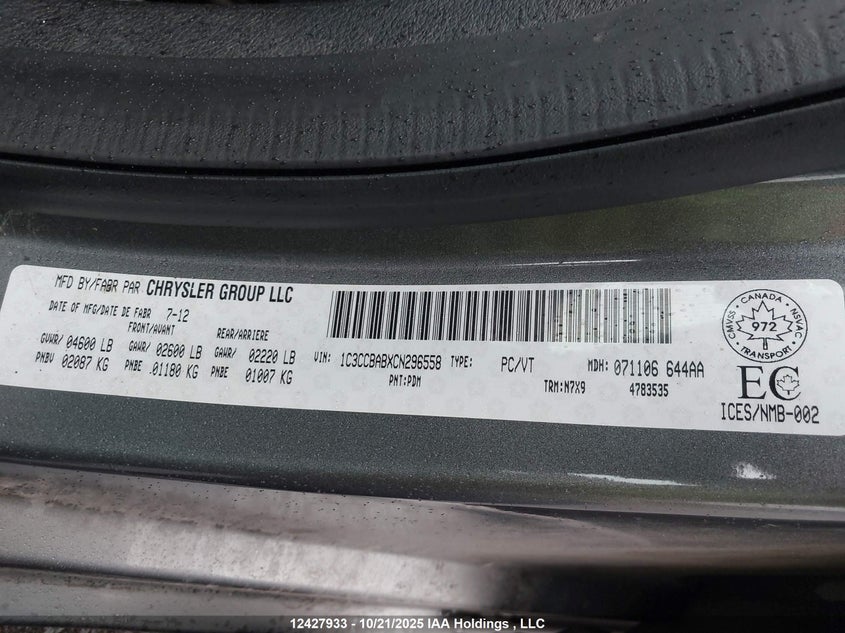 MFD BY/FABR PAR CHRYSLER GROUP LLC
DATE OF MFG/DATE DE FABR 7-12
FRONT/AVANT REAR/ARRIERE
GVWR/ 04600 LB GAWR/ 02600 LB GAWR/ 02220 LB
PNBV 02087 KG PNBE .01180 KG PNBE 01007 KG
VIN: 1C3CCBABXCN296558 TYPE: PC/VT MDH: 071106 644AA
PNT:PDM TRM:N7X9 4783535
CANADA
CMVSS 972 NSVAC
TRANSPORT
EC
ICES/NMB-002
12427933 - 10/21/2025 IAA Holdings , LLC